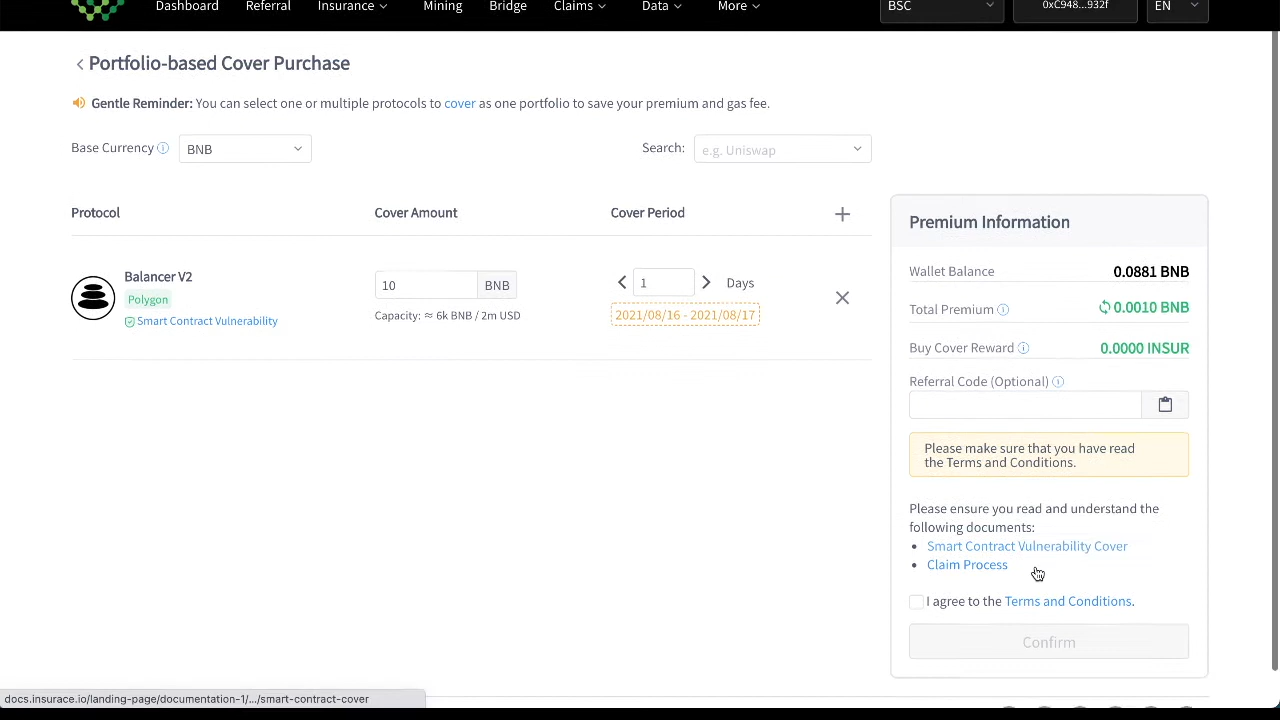 Dashboard Referral Insurance Mining Bridge Claims Data More BSC 0xC948...932f EN
Portfolio-based Cover Purchase
Gentle Reminder: You can select one or multiple protocols to cover as one portfolio to save your premium and gas fee.
Base Currency BNB Search: e.g. Uniswap
Protocol Cover Amount Cover Period
Balancer V2
Polygon
Smart Contract Vulnerability
10 BNB
Capacity: ≈ 6k BNB / 2m USD
1 Days
2021/08/16 - 2021/08/17
Premium Information
Wallet Balance 0.0881 BNB
Total Premium 0.0010 BNB
Buy Cover Reward 0.0000 INSUR
Referral Code (Optional)
Please make sure that you have read
the Terms and Conditions.
Please ensure you read and understand the
following documents:
• Smart Contract Vulnerability Cover
• Claim Process
I agree to the Terms and Conditions.
Confirm
docs.insurace.io/landing-page/documentation-1/.../smart-contract-cover